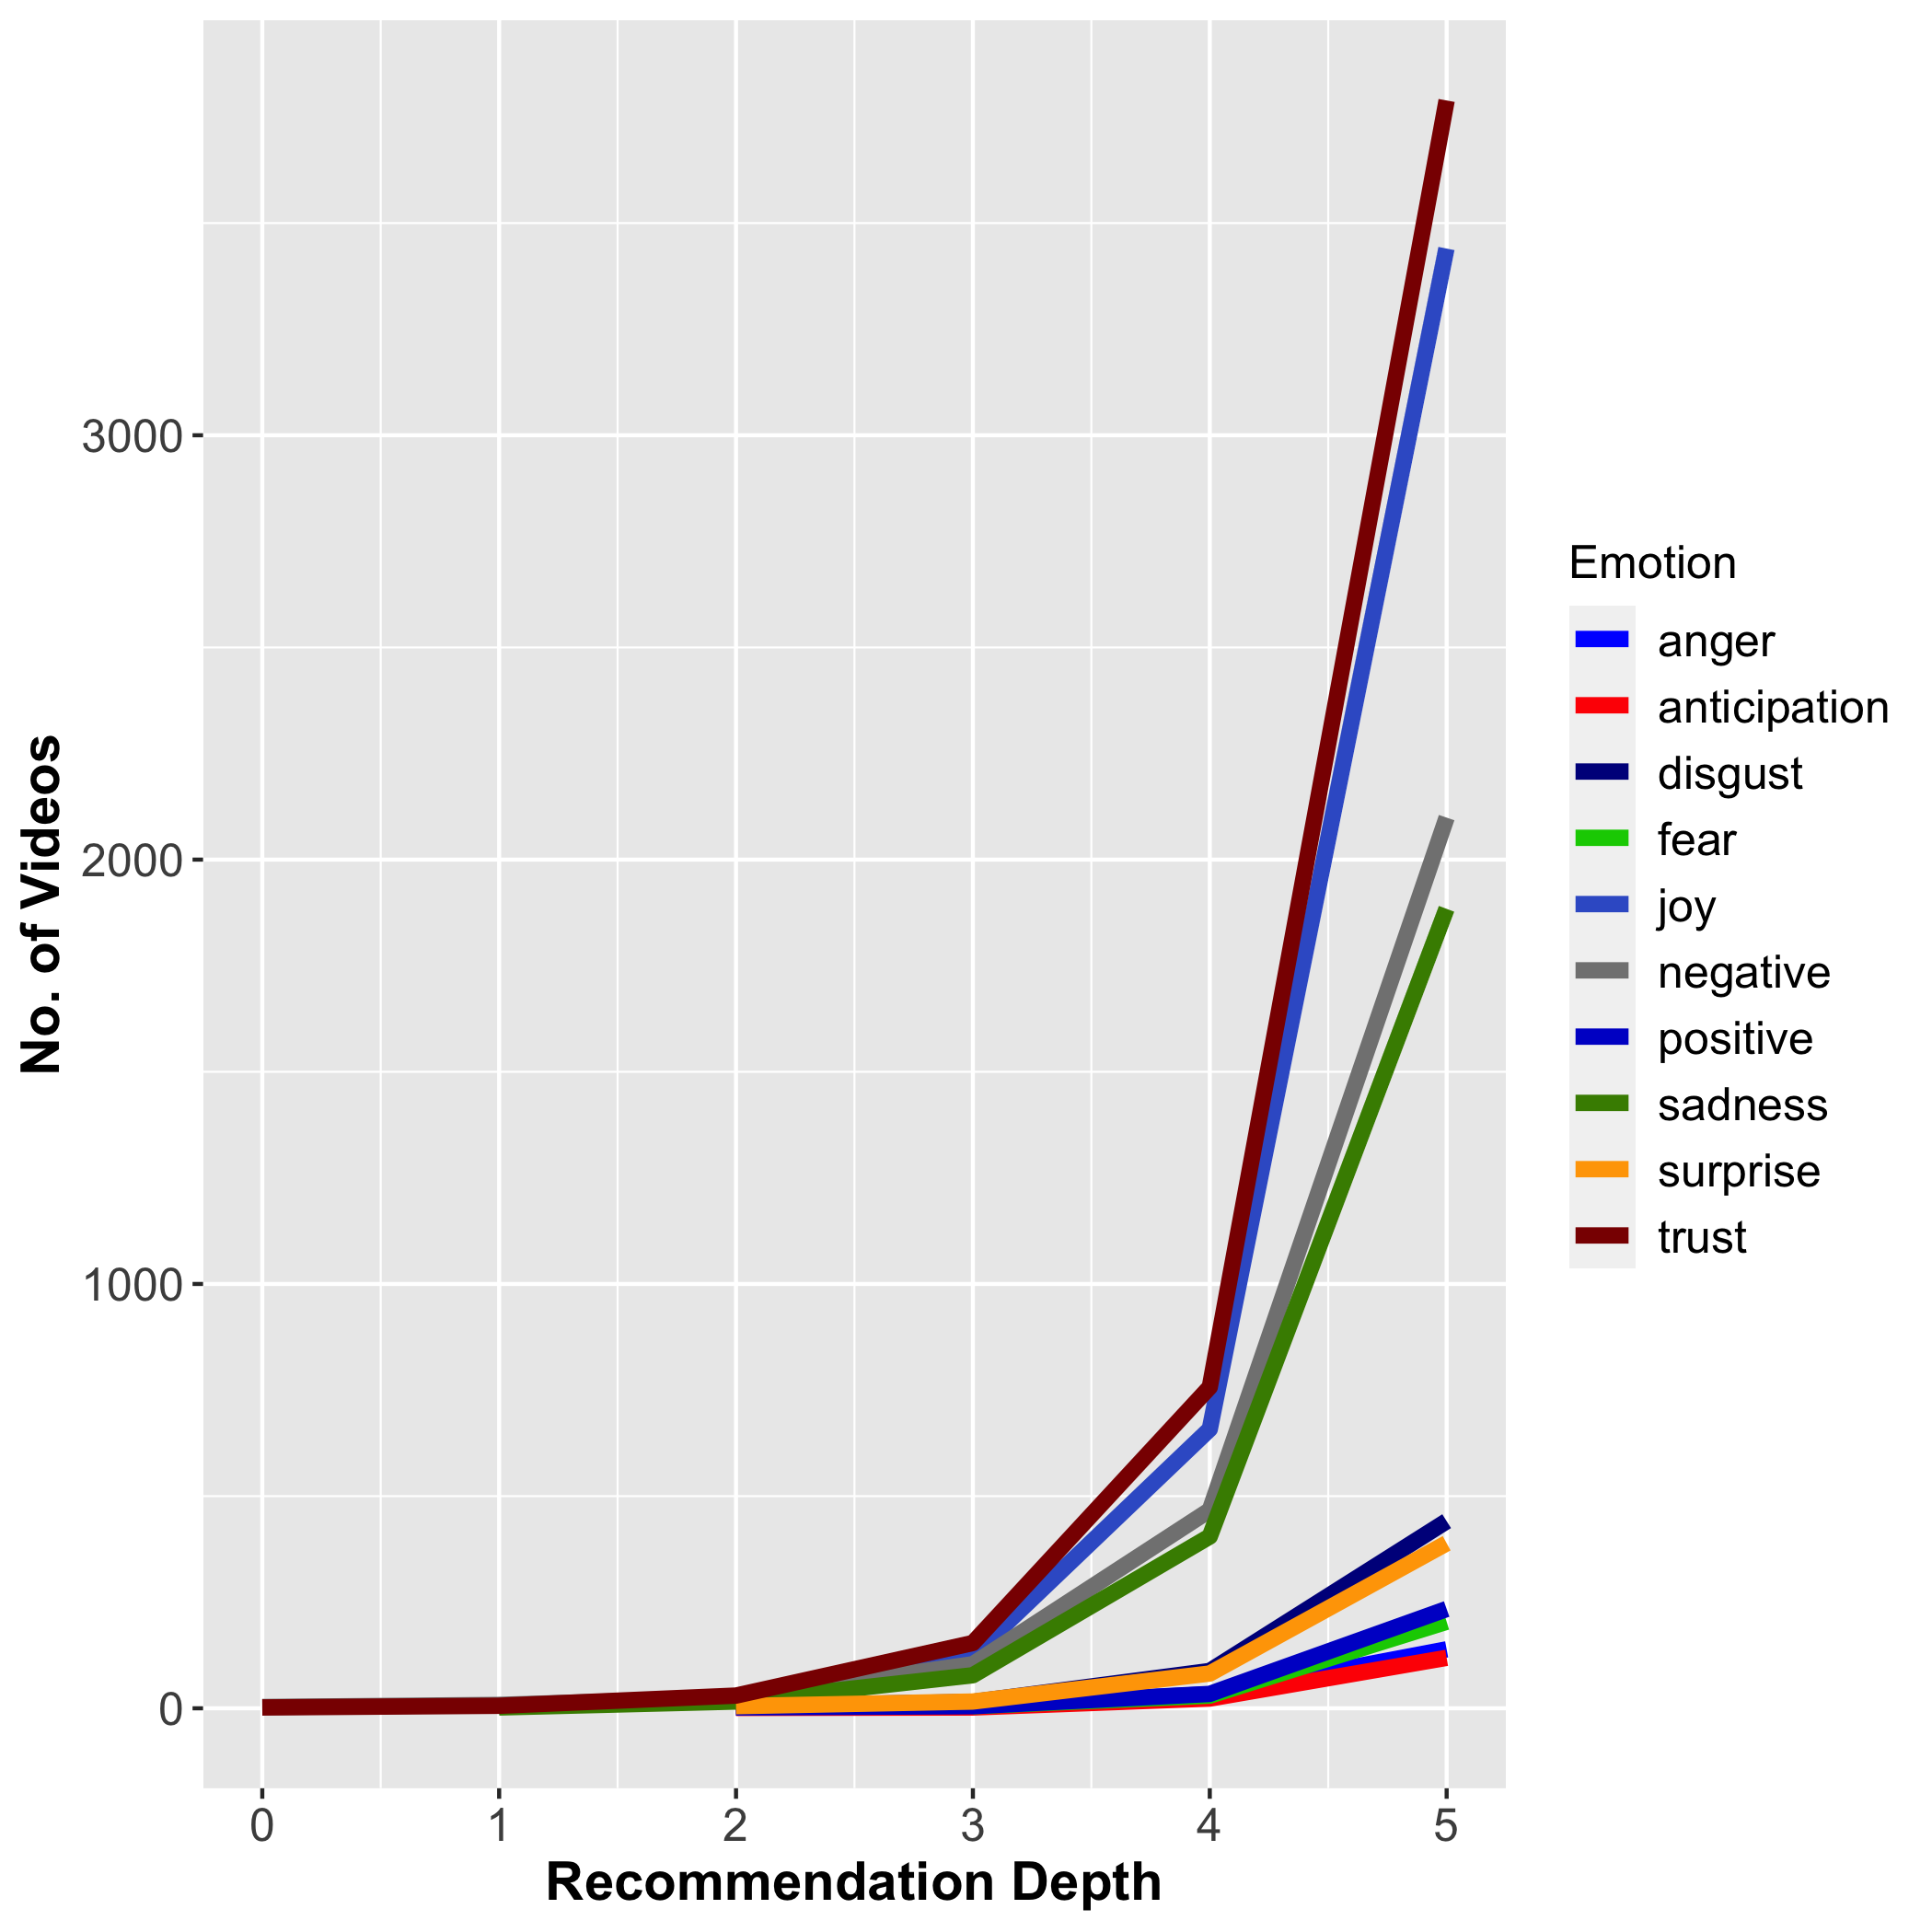 No. of Videos
3000
2000
1000
0
0 1 2 3 4 5
Recommendation Depth
Emotion
anger
anticipation
disgust
fear
joy
negative
positive
sadness
surprise
trust